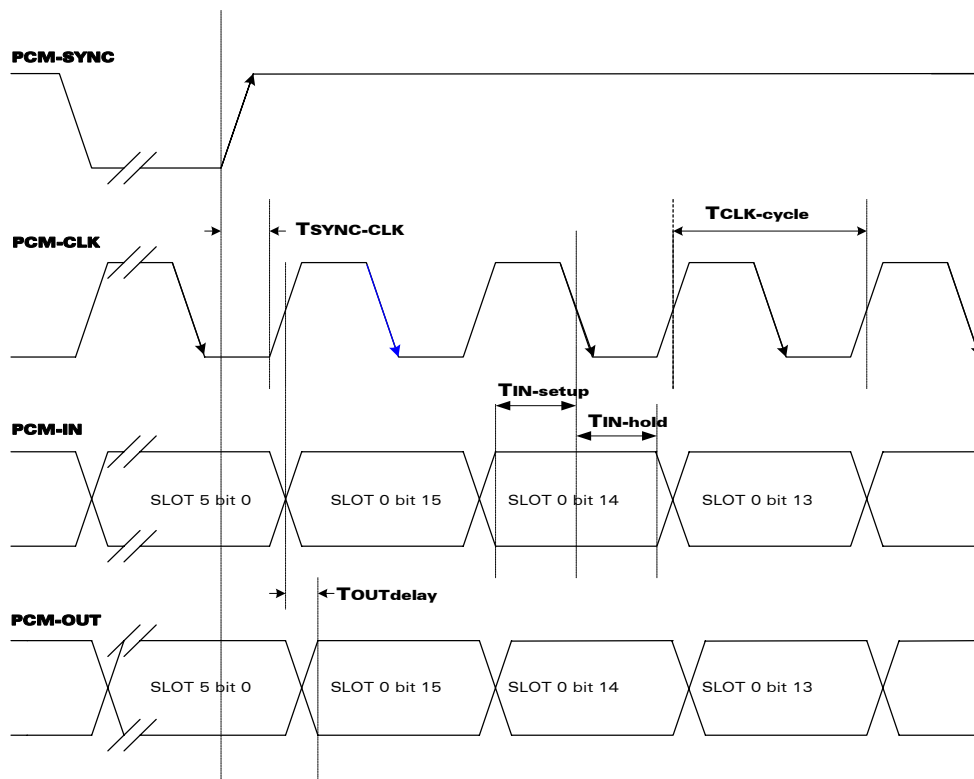 PCM-SYNC
TSYNC-CLK
TCLK-cycle
PCM-CLK
TIN-setup
TIN-hold
PCM-IN
SLOT 5 bit 0
SLOT 0 bit 15
SLOT 0 bit 14
SLOT 0 bit 13
TOUTdelay
PCM-OUT
SLOT 5 bit 0
SLOT 0 bit 15
SLOT 0 bit 14
SLOT 0 bit 13